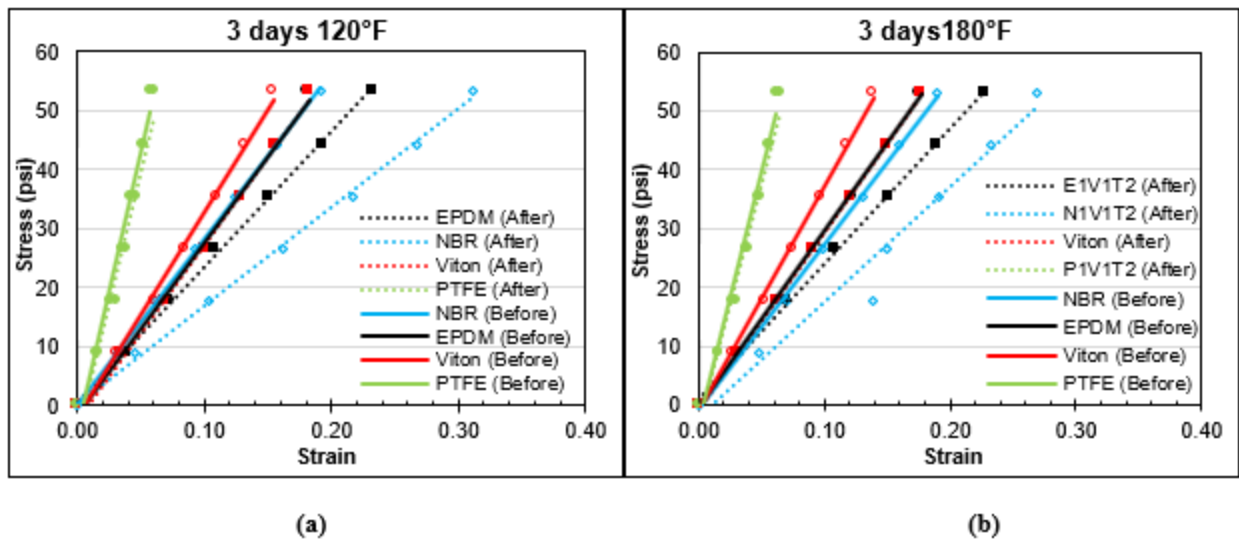 3 days 120°F
60
50
40
30
20
10
0
0.00
0.10
0.20
0.30
0.40
Stress (psi)
Strain
EPDM (After)
NBR (After)
Viton (After)
PTFE (After)
NBR (Before)
EPDM (Before)
Viton (Before)
PTFE (Before)
(a)
3 days180°F
60
50
40
30
20
10
0
0.00
0.10
0.20
0.30
0.40
Stress (psi)
Strain
E1V1T2 (After)
N1V1T2 (After)
Viton (After)
P1V1T2 (After)
NBR (Before)
EPDM (Before)
Viton (Before)
PTFE (Before)
(b)